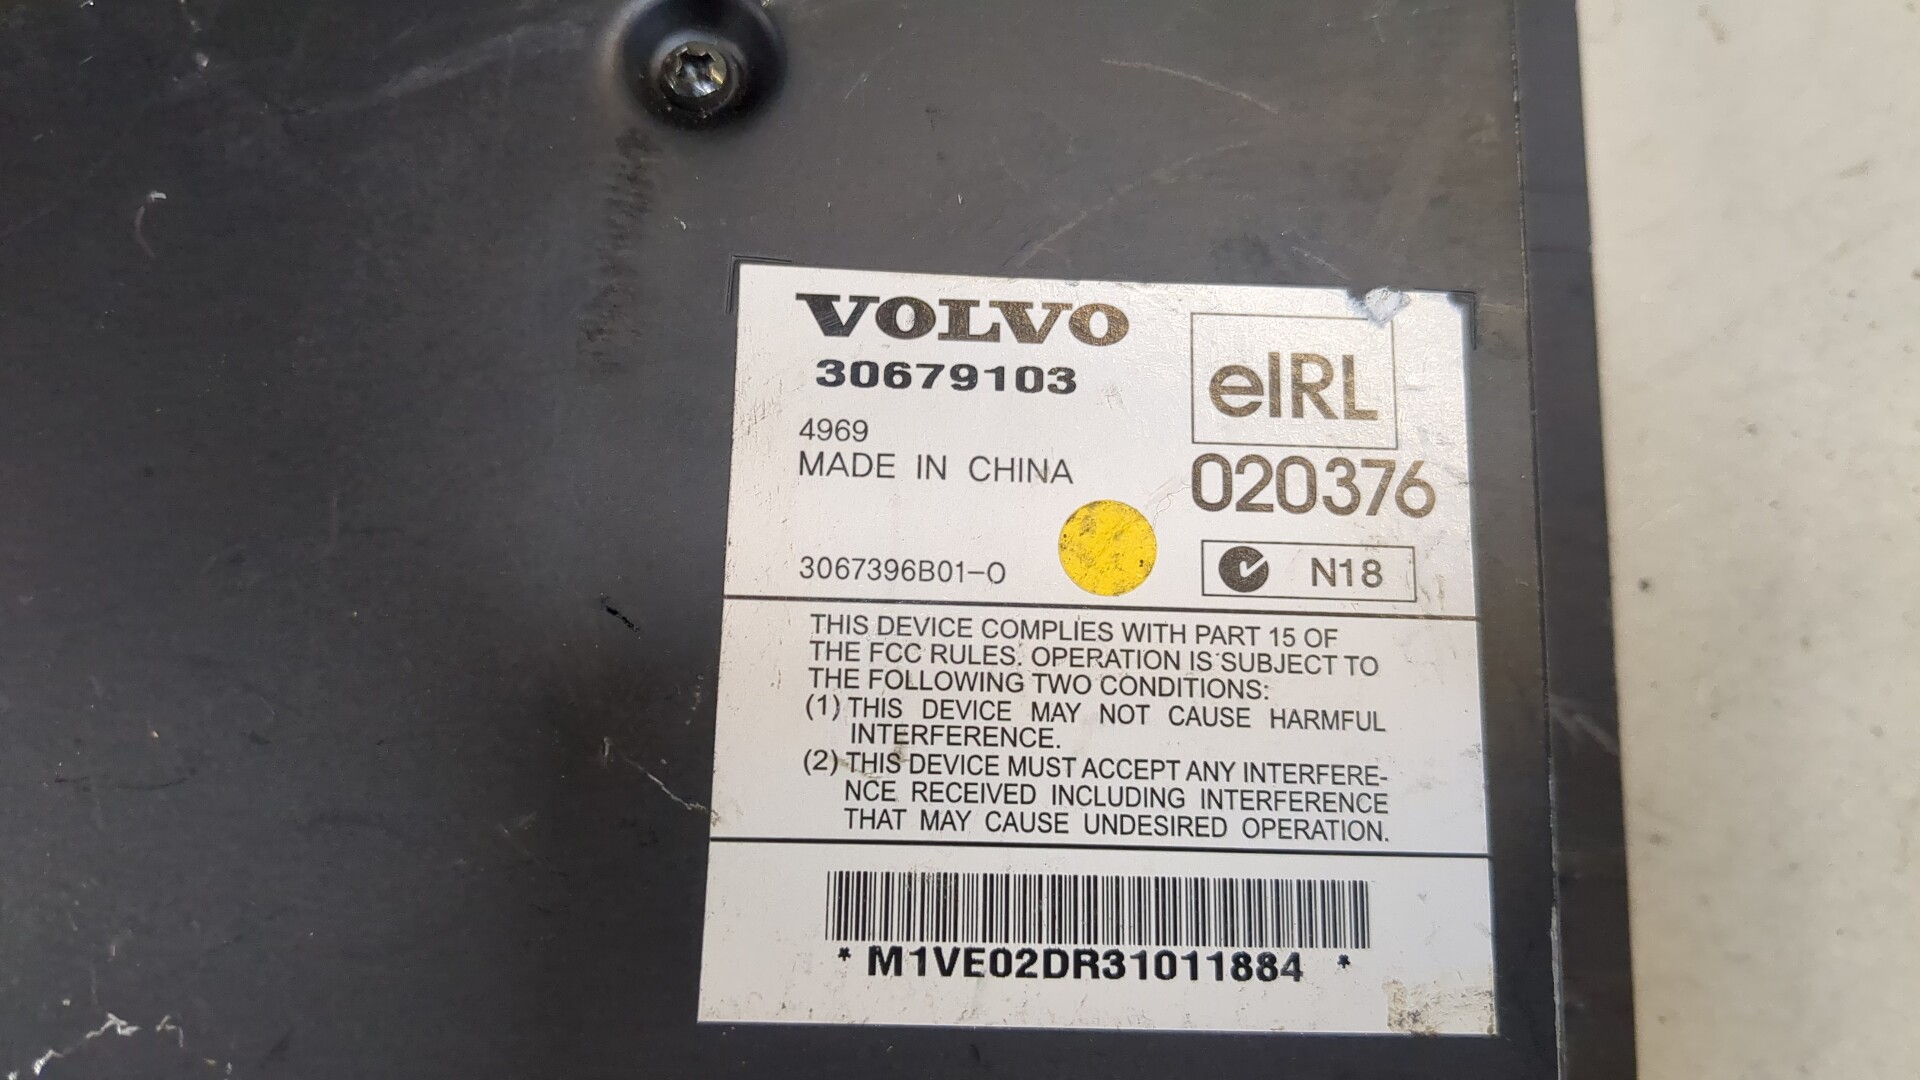 VOLVO
30679103
4969
MADE IN CHINA
3067396B01-O
eIRL
020376
N18
THIS DEVICE COMPLIES WITH PART 15 OF
THE FCC RULES. OPERATION IS SUBJECT TO
THE FOLLOWING TWO CONDITIONS:
(1) THIS DEVICE MAY NOT CAUSE HARMFUL
INTERFERENCE.
(2) THIS DEVICE MUST ACCEPT ANY INTERFERE-
NCE RECEIVED INCLUDING INTERFERENCE
THAT MAY CAUSE UNDESIRED OPERATION.
* M1VE02DR31011884 *